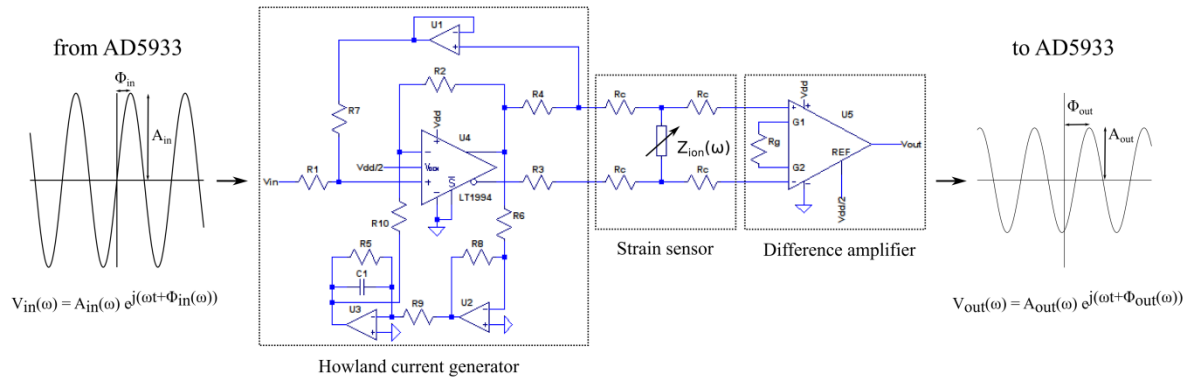 from AD5933
to AD5933
Φin
Ain
Vin(ω) = Ain(ω) e^j(ωt+Φin(ω))
U1
R2
R7
R4
Vdd
U4
Vdd/2
R1
Vin
LT1994
R3
R10
R6
R5
R8
C1
U3
R9
U2
Howland current generator
Rc
Rc
Zion(ω)
Rc
Rc
Strain sensor
Vdd
U5
G1
Rg
G2
REF
Vout
Vdd/2
Difference amplifier
Φout
Aout
Vout(ω) = Aout(ω) e^j(ωt+Φout(ω))